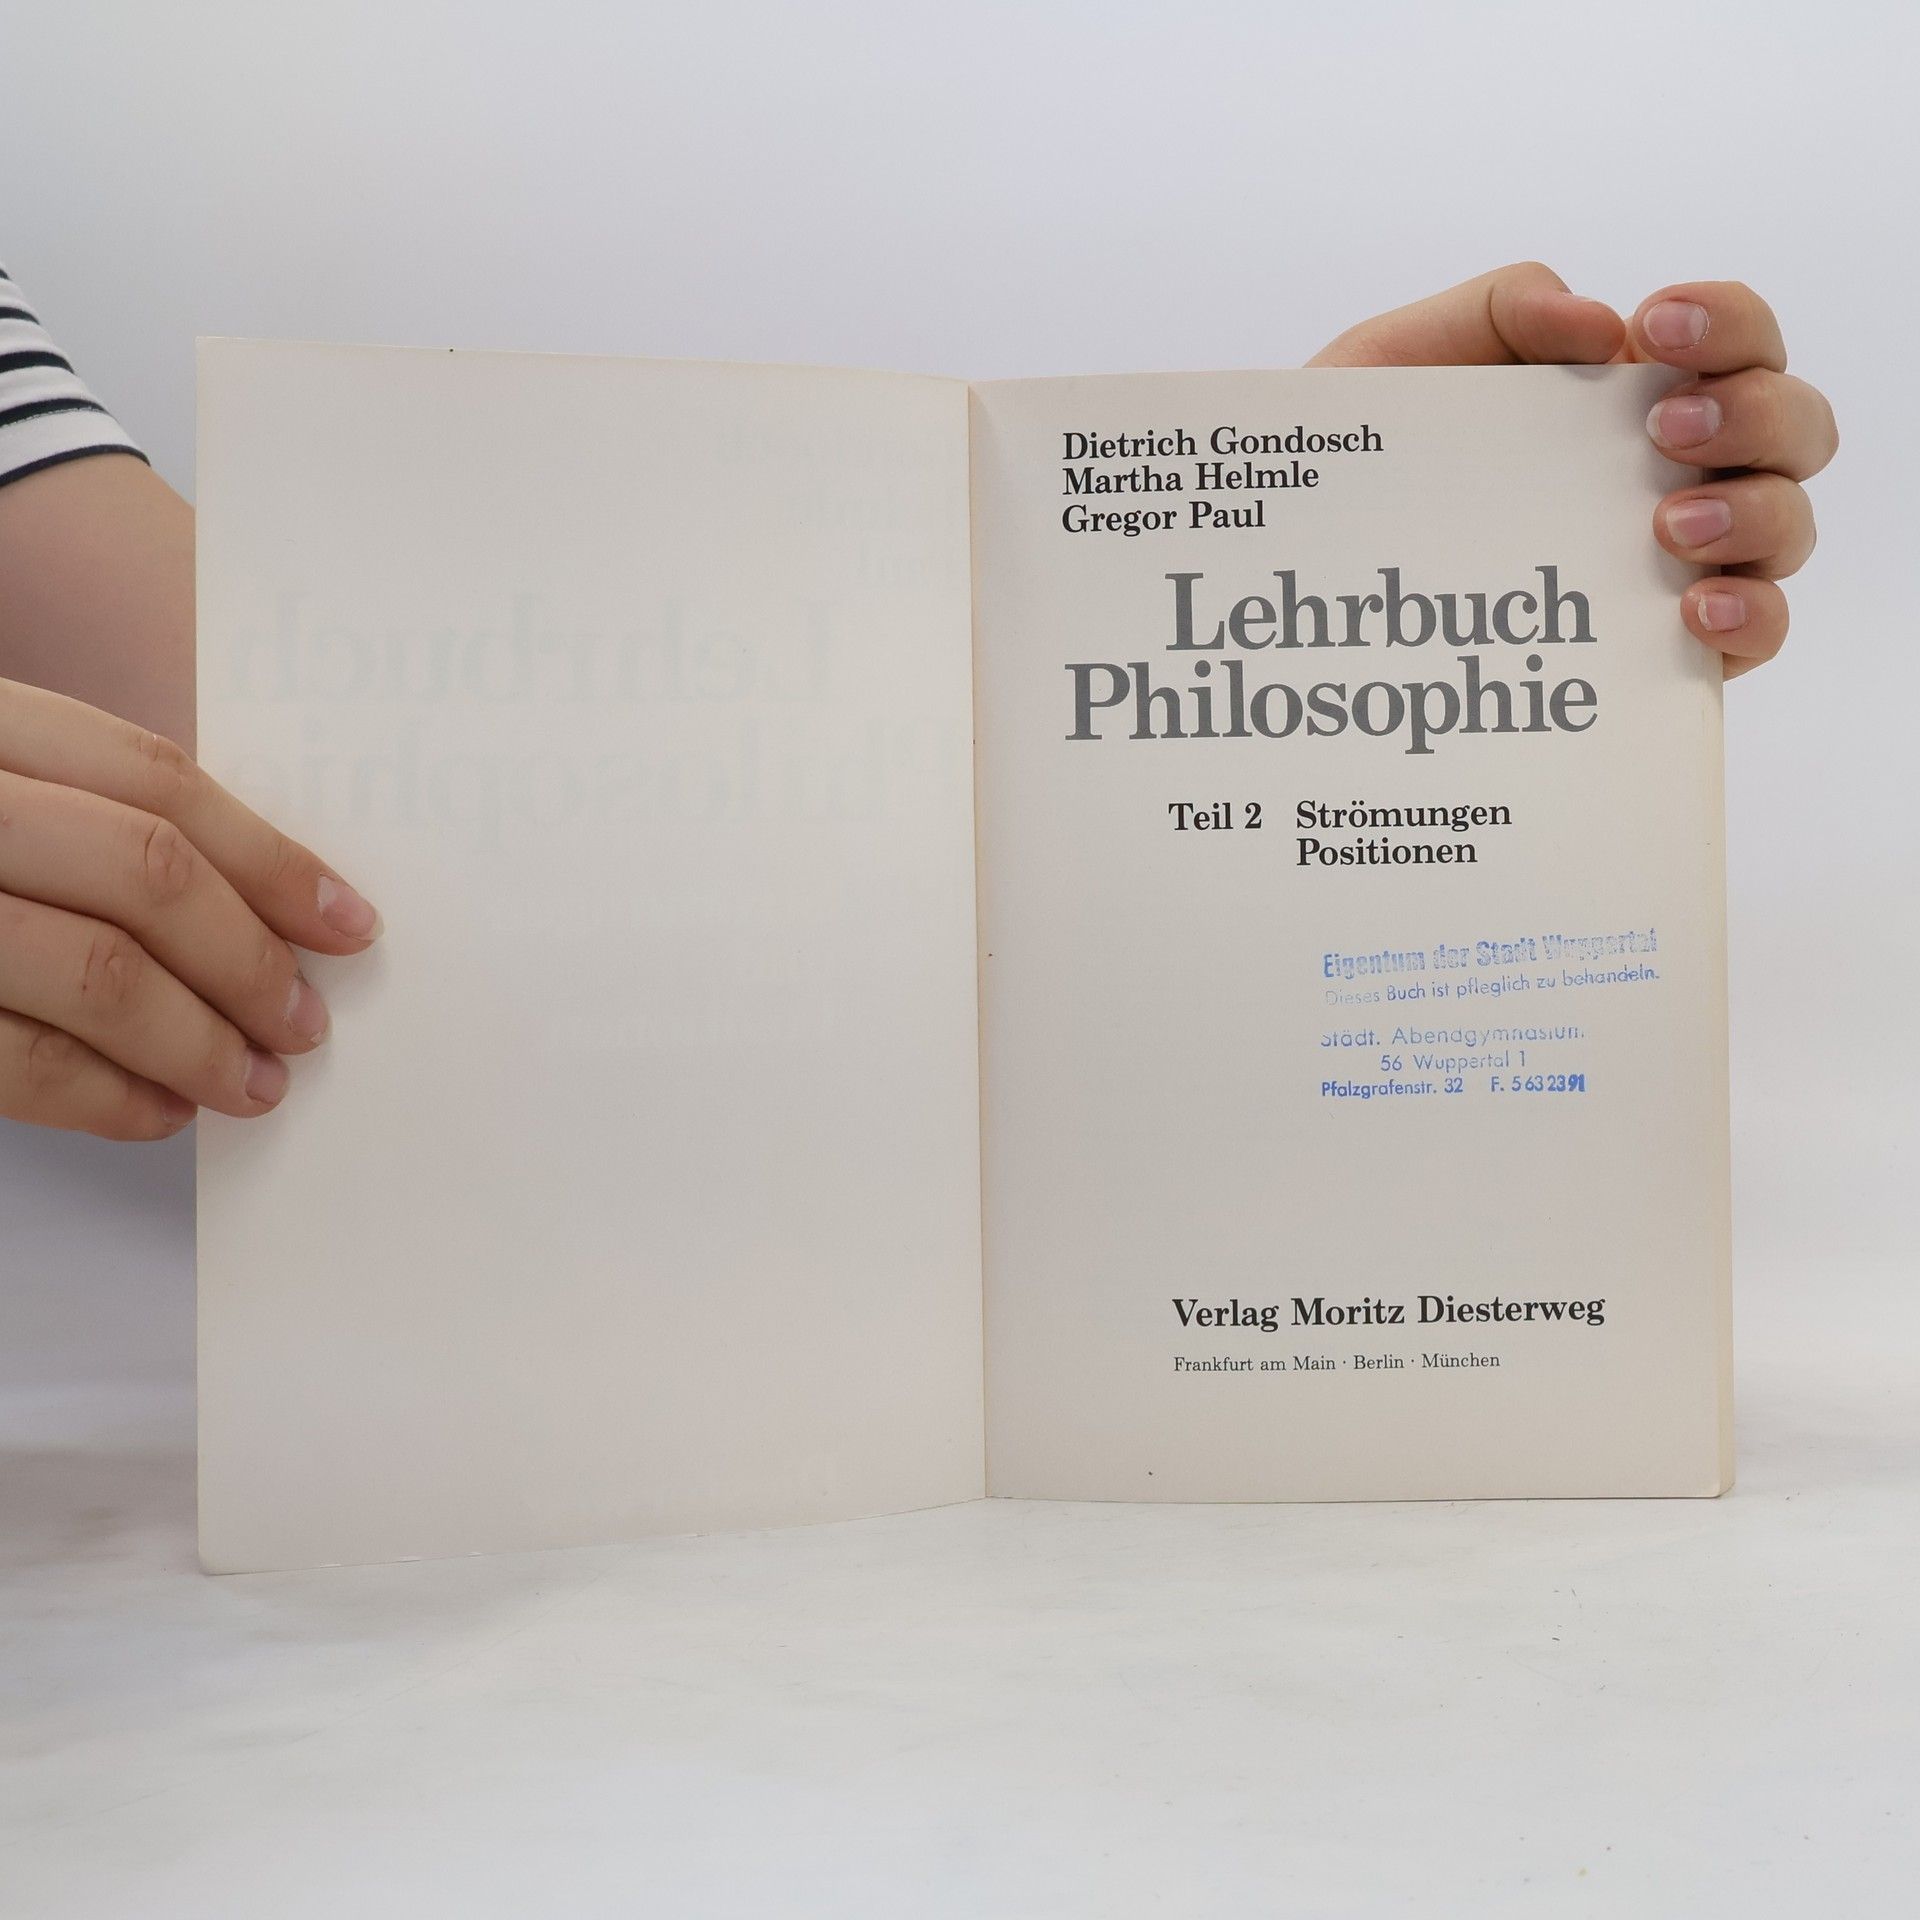 Dietrich Gondosch
Martha Helmle
Gregor Paul
Lehrbuch
Philosophie
Teil 2 Strömungen
Positionen
Eigentum der Stadt Wuppertal
Dieses Buch ist pfleglich zu behandeln.
Städt. Abendgymnasium
56 Wuppertal 1
Pfalzgrafenstr. 32 F. 5 63 2391
Verlag Moritz Diesterweg
Frankfurt am Main · Berlin · München